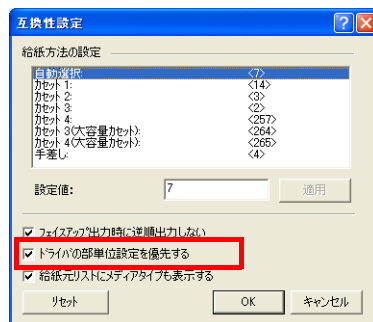 互換性設定
給紙方法の設定
自動選択: <7>
カセット 1: <14>
カセット 2: <3>
カセット 3: <2>
カセット 4: <257>
カセット 3(大容量カセット): <264>
カセット 4(大容量カセット): <265>
手差し: <4>
設定値: 7 適用
フェイスアップ出力時に逆順出力しない
ドライバの部単位設定を優先する
給紙元リストにメディアタイプも表示する
リセット OK キャンセル